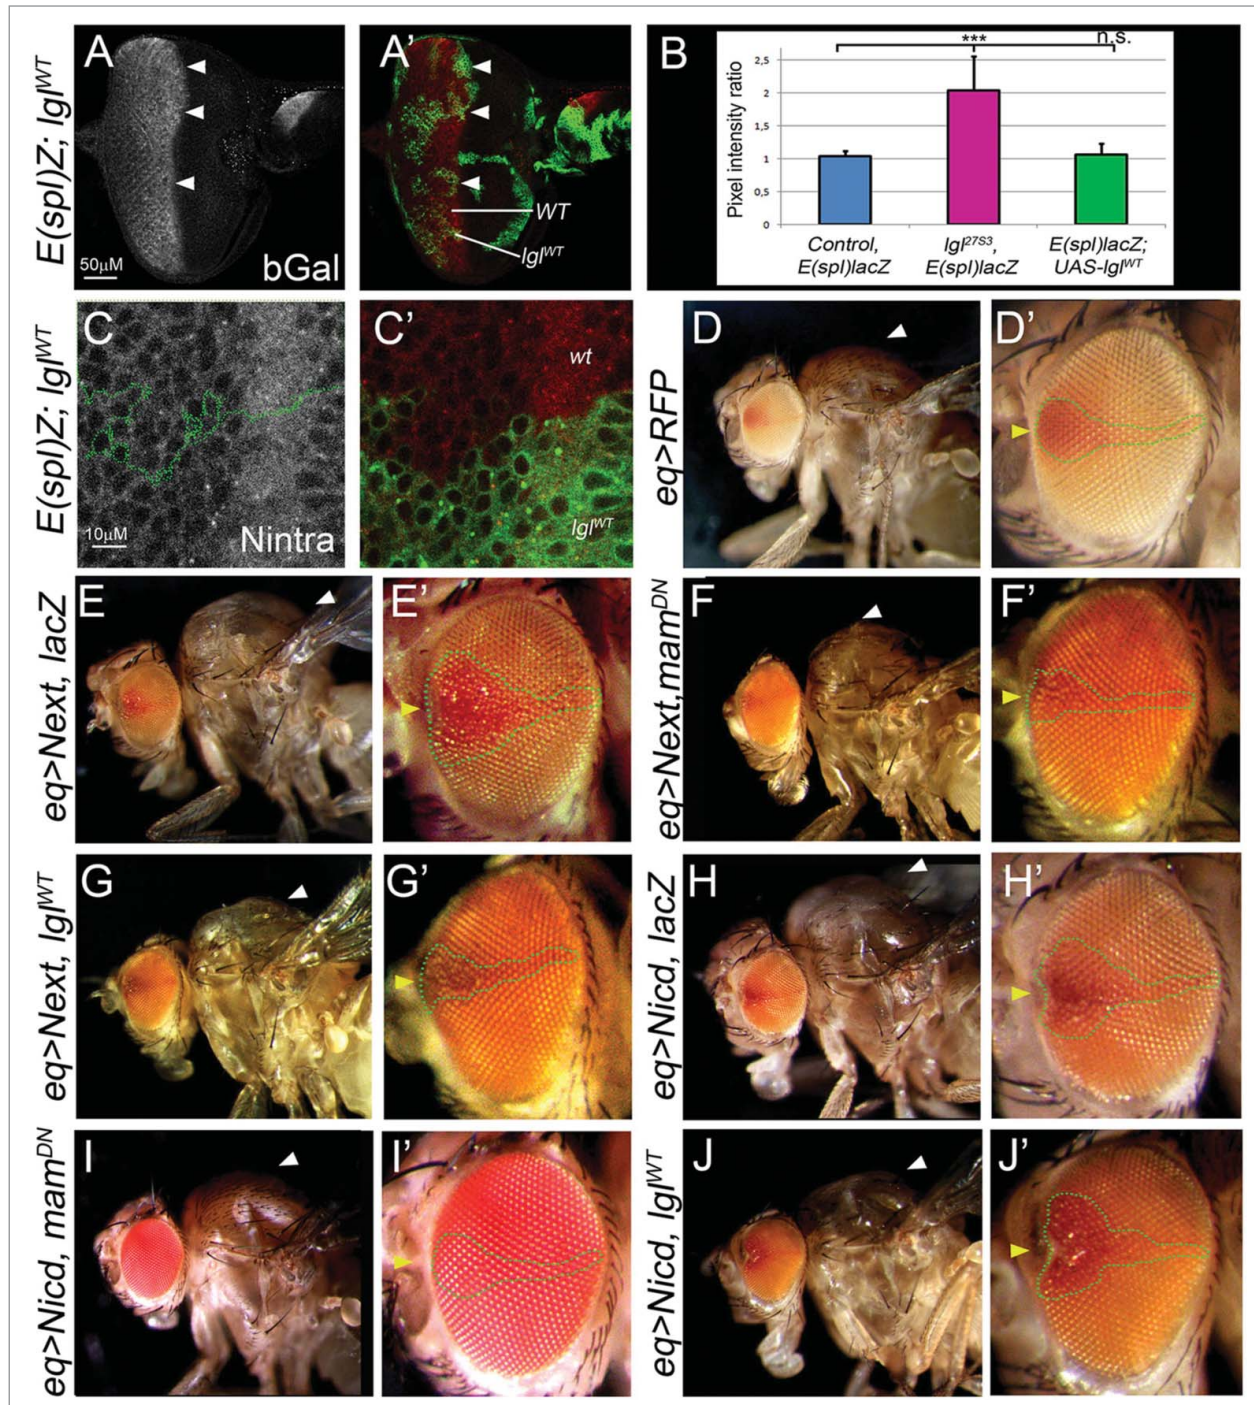 E(spl)Z; lgl^WT
A
50µM
bGal
A'
WT
lgl^WT
B
*** n.s.
Pixel intensity ratio
2,5
2
1,5
1
0,5
0
Control,
E(spl)lacZ
lgl^27S3,
E(spl)lacZ
E(spl)lacZ;
UAS-lgl^WT
E(spl)Z; lgl^WT
C
10µM
Nintra
C'
wt
lgl^WT
eq>RFP
D
D'
eq>Next, lacZ
E
E'
eq>Next,mam^DN
F
F'
eq>Next, lgl^WT
G
G'
eq>Nicd, lacZ
H
H'
eq>Nicd, mam^DN
I
I'
eq>Nicd, lgl^WT
J
J'